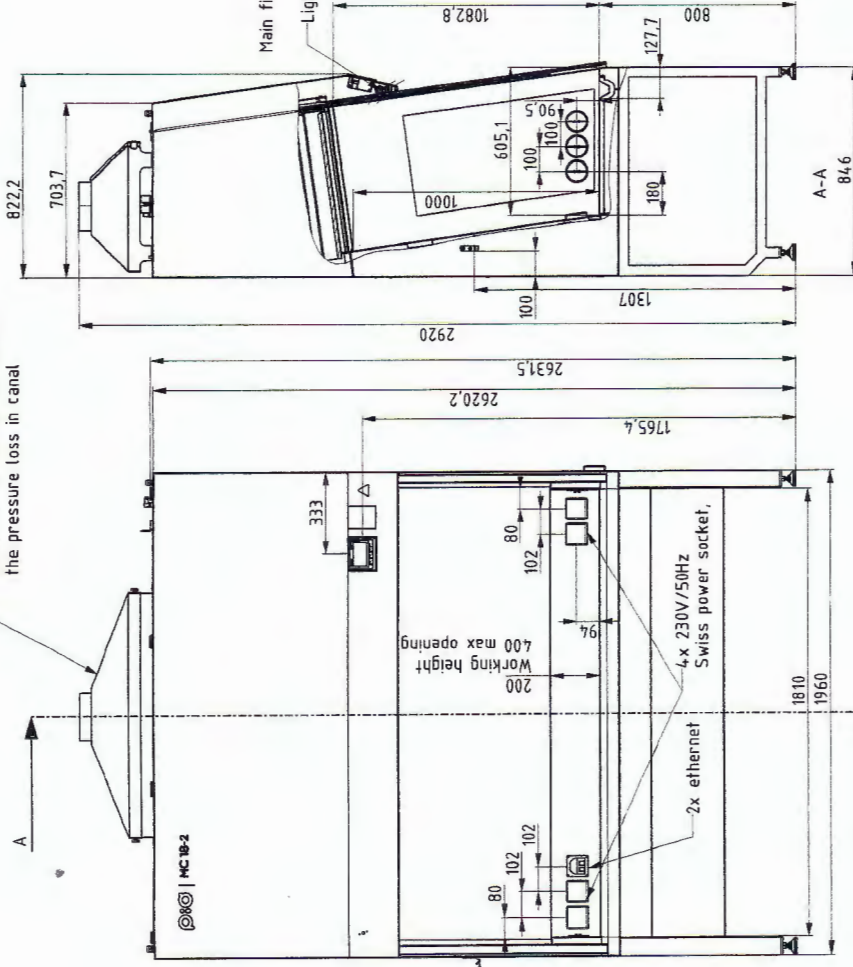 the pressure loss in canal
A
MC 18-2
333
Working height
200
400 max opening
94
80
102
102
102
80
2x ethernet
4x 230V/50Hz
Swiss power socket,
1810
1960
1765,4
2620,2
2631,5
2920
822,2
703,7
Main fi
Lig
1082,8
800
127,7
605,1
90,5
100
100
180
1000
100
1307
A-A
846